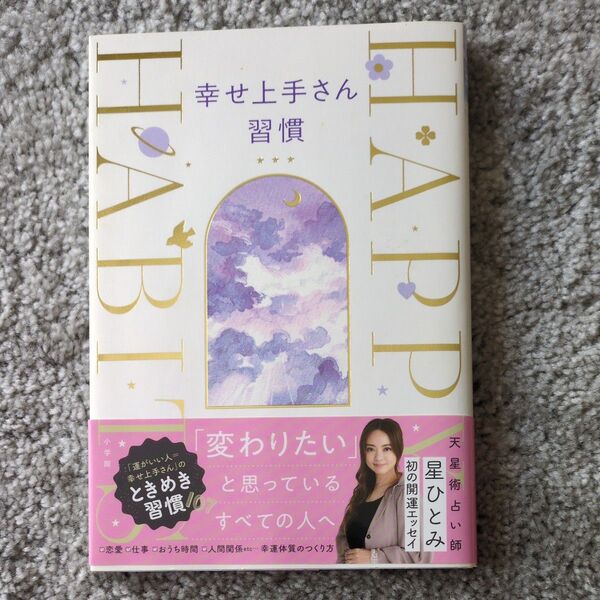 幸せ上手さん
習慣
HAPPY
HABITS
小学館
「変わりたい」
と思っている
すべての人へ
「運がいい人＝
幸せ上手さん」の
ときめき
習慣107
天星術占い師
星ひとみ
初の開運エッセイ
☑恋愛 ☑仕事 ☑おうち時間 ☑人間関係etc… 幸運体質のつくり方